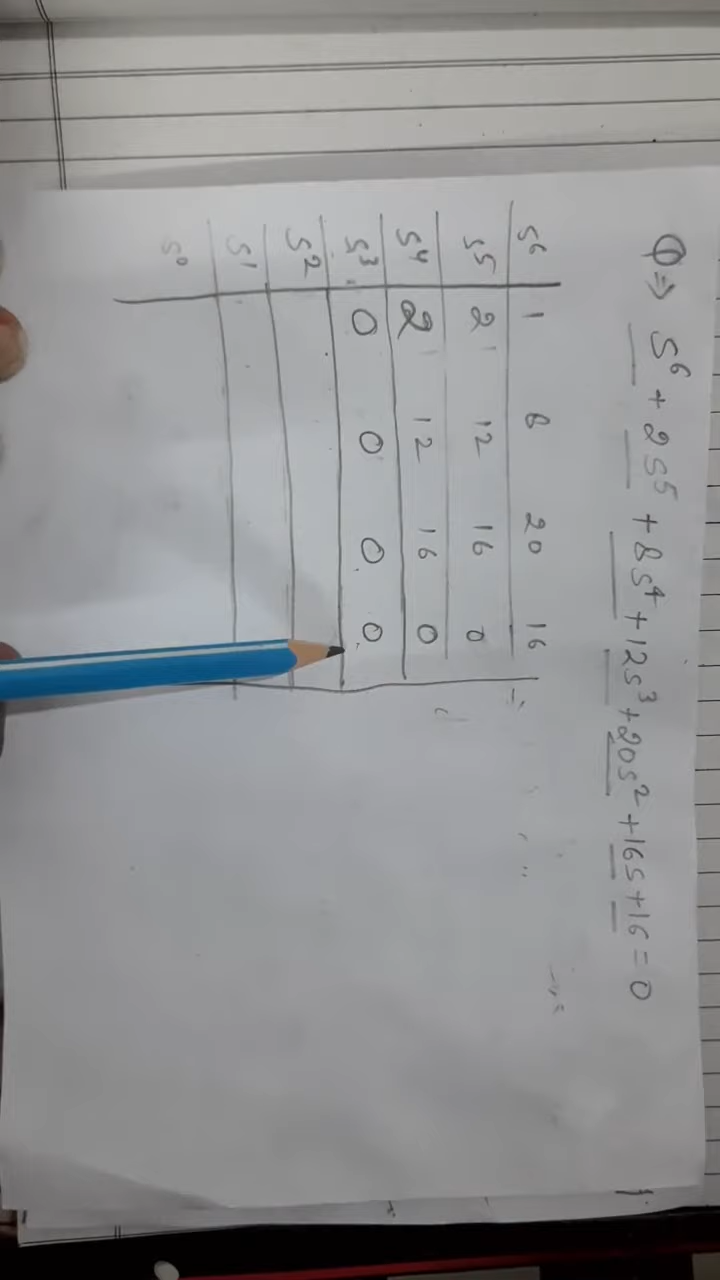 Q⇒ S⁶ + 2S⁵ + 8S⁴ + 12S³ + 20S² + 16S + 16 = 0
S⁶ 1 8 20 16
S⁵ 2 12 16 0
S⁴ 2 12 16 0
S³ 0 0 0 0
S²
S¹
S⁰